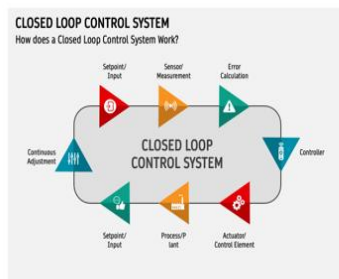 CLOSED LOOP CONTROL SYSTEM
How does a Closed Loop Control System Work?
Setpoint/
Input
Sensor/
Measurement
Error
Calculation
Continuous
Adjustment
CLOSED LOOP
CONTROL SYSTEM
Controller
Setpoint/
Input
Process/P
lant
Actuator/
Control Element